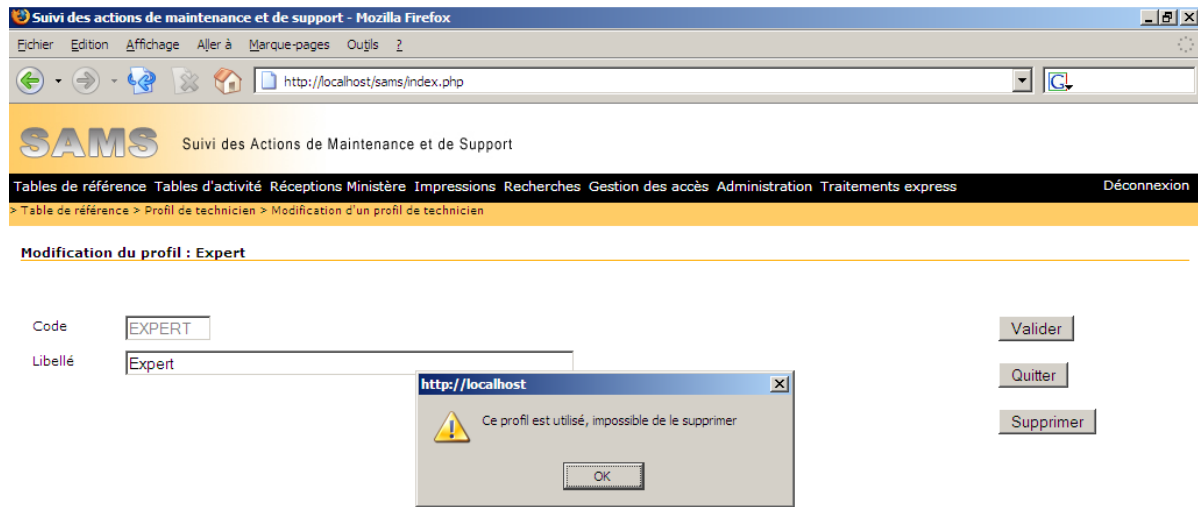 Suivi des actions de maintenance et de support - Mozilla Firefox
Fichier Edition Affichage Aller à Marque-pages Outils ?
http://localhost/sams/index.php
G
SAMS Suivi des Actions de Maintenance et de Support
Tables de référence Tables d'activité Réceptions Ministère Impressions Recherches Gestion des accès Administration Traitements express Déconnexion
> Table de référence > Profil de technicien > Modification d'un profil de technicien
Modification du profil : Expert
Code EXPERT Valider
Libellé Expert
Quitter
http://localhost
Ce profil est utilisé, impossible de le supprimer
Supprimer
OK